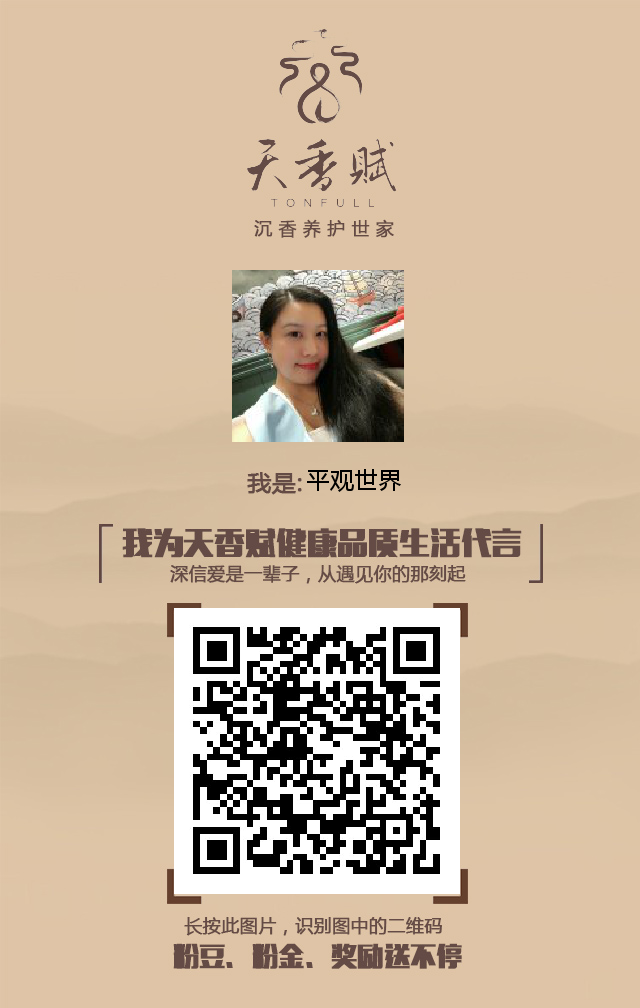 天香赋
TONFULL
沉香养护世家
我是:平观世界
我为天香赋健康品质生活代言
深信爱是一辈子，从遇见你的那刻起
长按此图片，识别图中的二维码
粉豆、粉金、奖励送不停